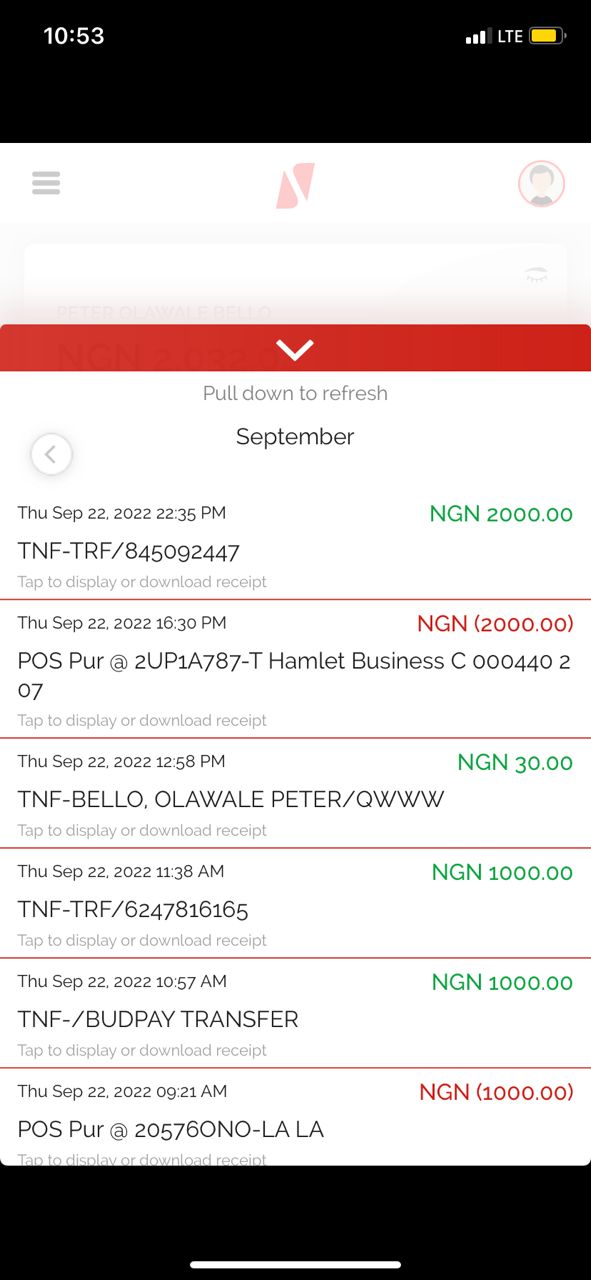 10:53
LTE
PETER OLAWALE BELLO
NGN 2,032.0
Pull down to refresh
September
Thu Sep 22, 2022 22:35 PM
NGN 2000.00
TNF-TRF/845092447
Tap to display or download receipt
Thu Sep 22, 2022 16:30 PM
NGN (2000.00)
POS Pur @ 2UP1A787-T Hamlet Business C 000440 2
07
Tap to display or download receipt
Thu Sep 22, 2022 12:58 PM
NGN 30.00
TNF-BELLO, OLAWALE PETER/QWWW
Tap to display or download receipt
Thu Sep 22, 2022 11:38 AM
NGN 1000.00
TNF-TRF/6247816165
Tap to display or download receipt
Thu Sep 22, 2022 10:57 AM
NGN 1000.00
TNF-/BUDPAY TRANSFER
Tap to display or download receipt
Thu Sep 22, 2022 09:21 AM
NGN (1000.00)
POS Pur @ 20576ONO-LA LA
Tap to display or download receipt